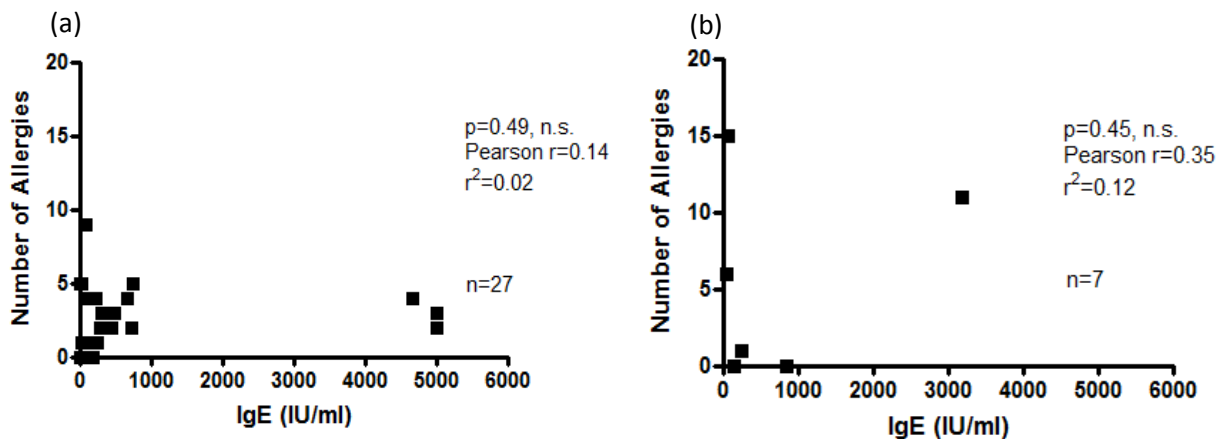 (a)
Number of Allergies
20
15
10
5
0
0 1000 2000 3000 4000 5000 6000
IgE (IU/ml)
p=0.49, n.s.
Pearson r=0.14
r²=0.02
n=27
(b)
Number of Allergies
20
15
10
5
0
0 1000 2000 3000 4000 5000 6000
IgE (IU/ml)
p=0.45, n.s.
Pearson r=0.35
r²=0.12
n=7